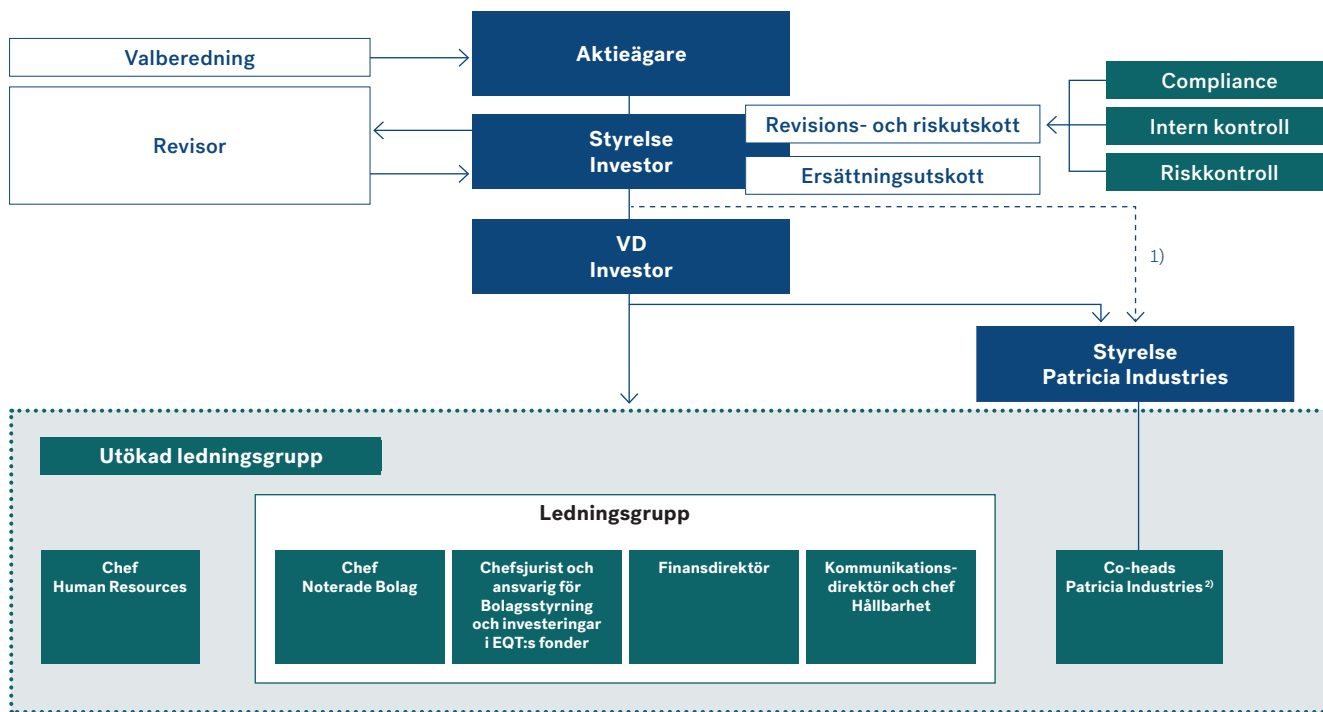 Valberedning
Aktieägare
Compliance
Revisor
Styrelse
Investor
Revisions- och riskutskott
Intern kontroll
Ersättningsutskott
Riskkontroll
VD
Investor
1)
Styrelse
Patricia Industries
Utökad ledningsgrupp
Ledningsgrupp
Chef
Human Resources
Chef
Noterade Bolag
Chefsjurist och
ansvarig för
Bolagsstyrning
och investeringar
i EQT:s fonder
Finansdirektör
Kommunikations-
direktör och chef
Hållbarhet
Co-heads
Patricia Industries 2)